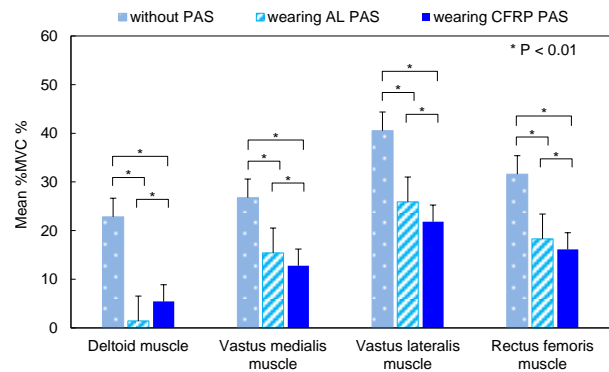 without PAS wearing AL PAS wearing CFRP PAS
* P < 0.01
Mean %MVC %
60
50
40
30
20
10
0
* * *
* * *
* * *
* * *
Deltoid muscle Vastus medialis muscle Vastus lateralis muscle Rectus femoris muscle